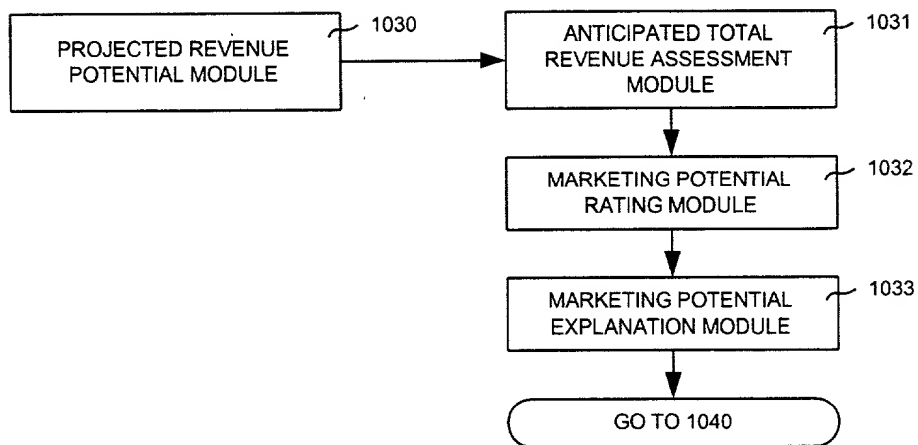 PROJECTED REVENUE
POTENTIAL MODULE
1030
ANTICIPATED TOTAL
REVENUE ASSESSMENT
MODULE
1031
MARKETING POTENTIAL
RATING MODULE
1032
MARKETING POTENTIAL
EXPLANATION MODULE
1033
GO TO 1040